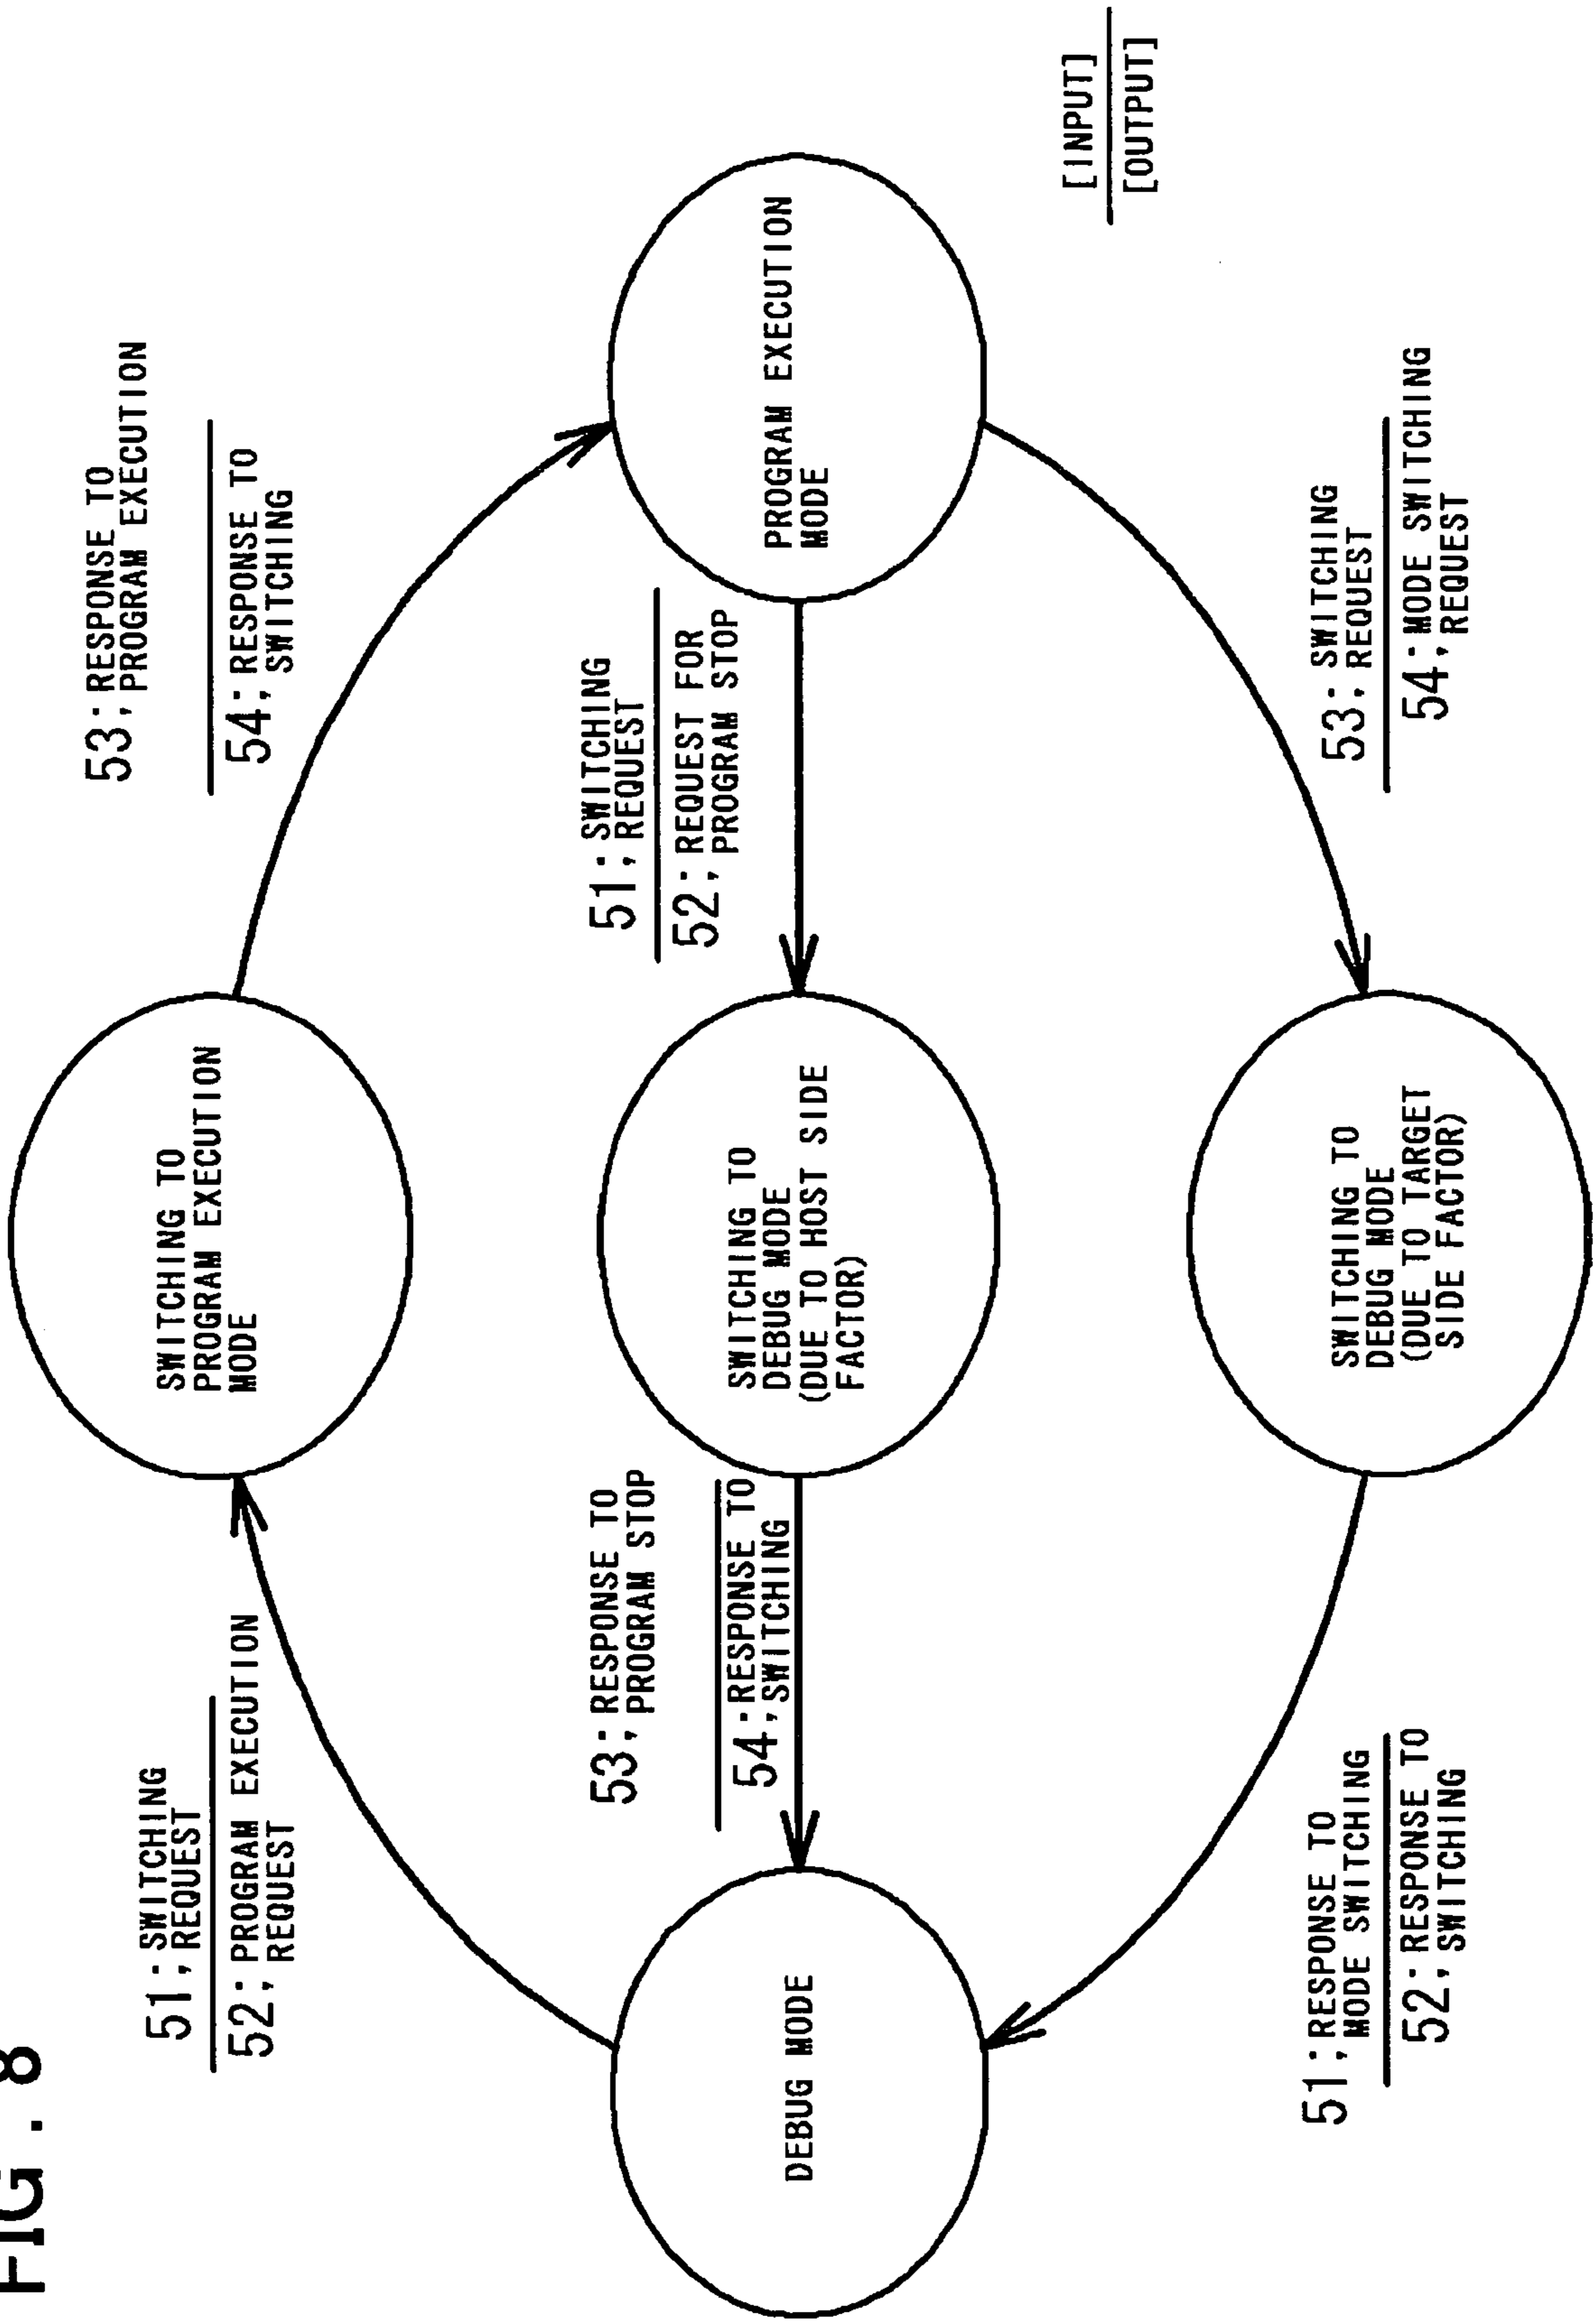 FIG. 8
51; SWITCHING
REQUEST
52; PROGRAM EXECUTION
REQUEST
SWITCHING TO
PROGRAM EXECUTION
MODE
53; RESPONSE TO
PROGRAM EXECUTION
54; RESPONSE TO
SWITCHING
DEBUG MODE
53; RESPONSE TO
PROGRAM STOP
54; RESPONSE TO
SWITCHING
SWITCHING TO
DEBUG MODE
(DUE TO HOST SIDE
FACTOR)
51; SWITCHING
REQUEST
52; REQUEST FOR
PROGRAM STOP
PROGRAM EXECUTION
MODE
51; RESPONSE TO
MODE SWITCHING
52; RESPONSE TO
SWITCHING
SWITCHING TO
DEBUG MODE
(DUE TO TARGET
SIDE FACTOR)
53; SWITCHING
REQUEST
54; MODE SWITCHING
REQUEST
[INPUT]
[OUTPUT]